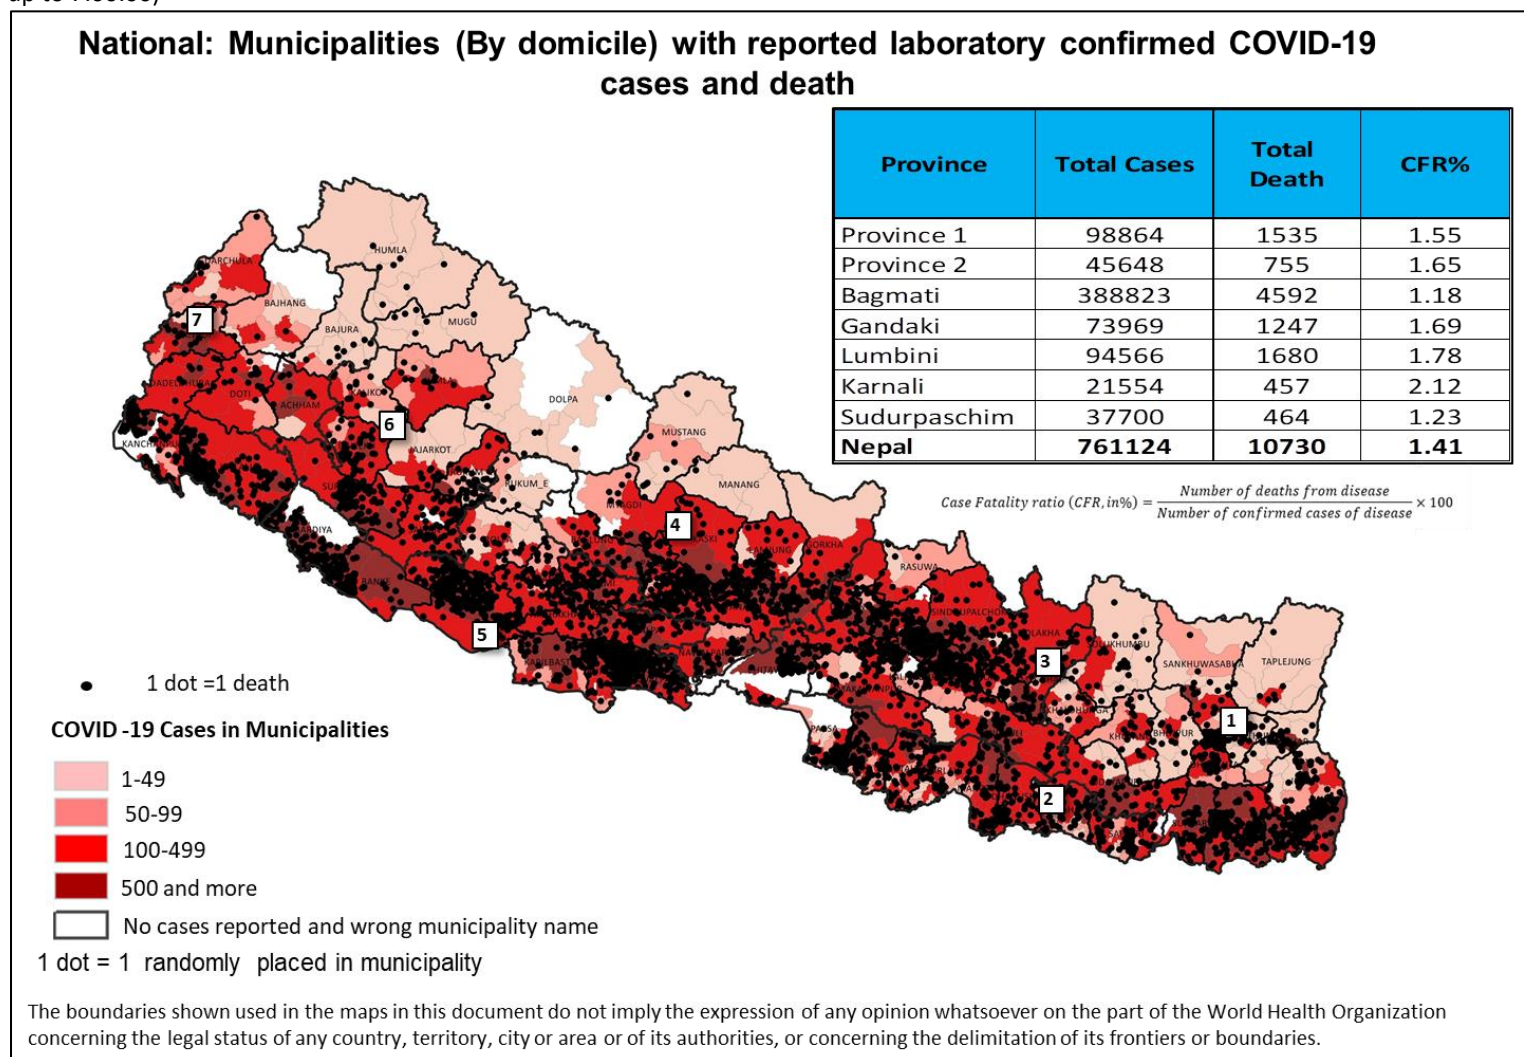 National: Municipalities (By domicile) with reported laboratory confirmed COVID-19
cases and death
Province Total Cases Total Death CFR%
Province 1 98864 1535 1.55
Province 2 45648 755 1.65
Bagmati 388823 4592 1.18
Gandaki 73969 1247 1.69
Lumbini 94566 1680 1.78
Karnali 21554 457 2.12
Sudurpaschim 37700 464 1.23
Nepal 761124 10730 1.41
Case Fatality ratio (CFR, in%) = Number of deaths from disease / Number of confirmed cases of disease × 100
HUMLA
BAJHANG
7
MUGU
BAJURA
DOTI
ACHHAM
DOLPA
6
MUSTANG
JAJARKOT
MANANG
RUKUM_E
4
RASUWA
5
3
SANKHUWASABHA
TAPLEJUNG
1
2
1 dot =1 death
COVID -19 Cases in Municipalities
1-49
50-99
100-499
500 and more
No cases reported and wrong municipality name
1 dot = 1 randomly placed in municipality
The boundaries shown used in the maps in this document do not imply the expression of any opinion whatsoever on the part of the World Health Organization
concerning the legal status of any country, territory, city or area or of its authorities, or concerning the delimitation of its frontiers or boundaries.